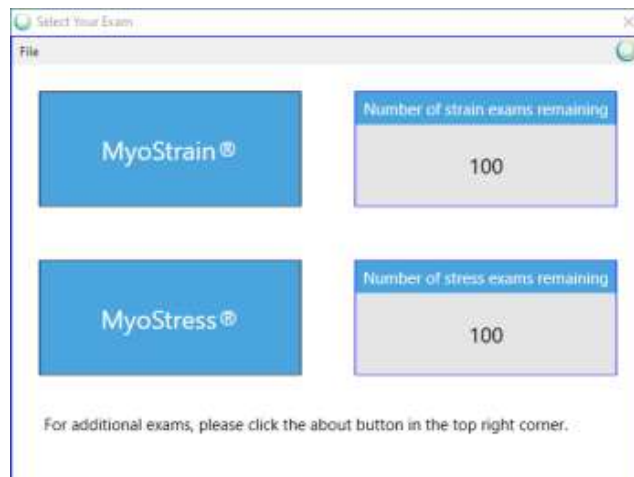 Select Your Exam
File
MyoStrain®
Number of strain exams remaining
100
MyoStress®
Number of stress exams remaining
100
For additional exams, please click the about button in the top right corner.